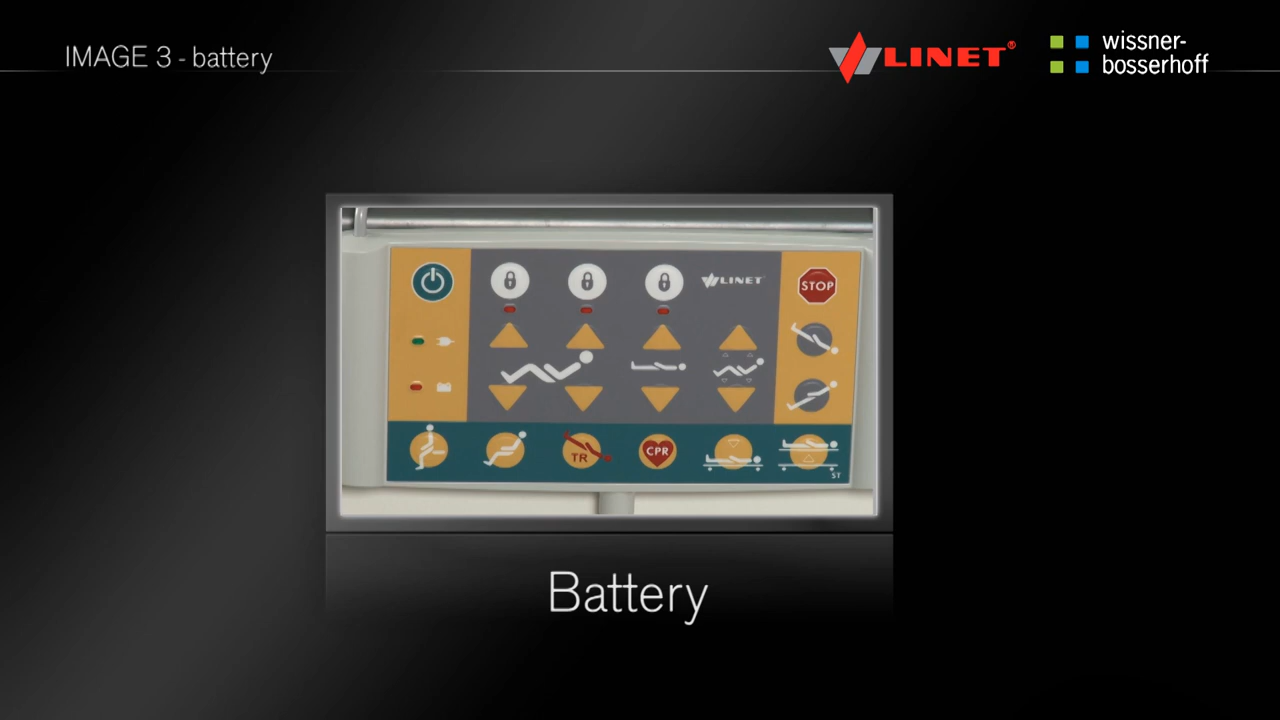 IMAGE 3 - battery
LINET®
wissner-
bosserhoff
LINET
STOP
TR
CPR
ST
Battery